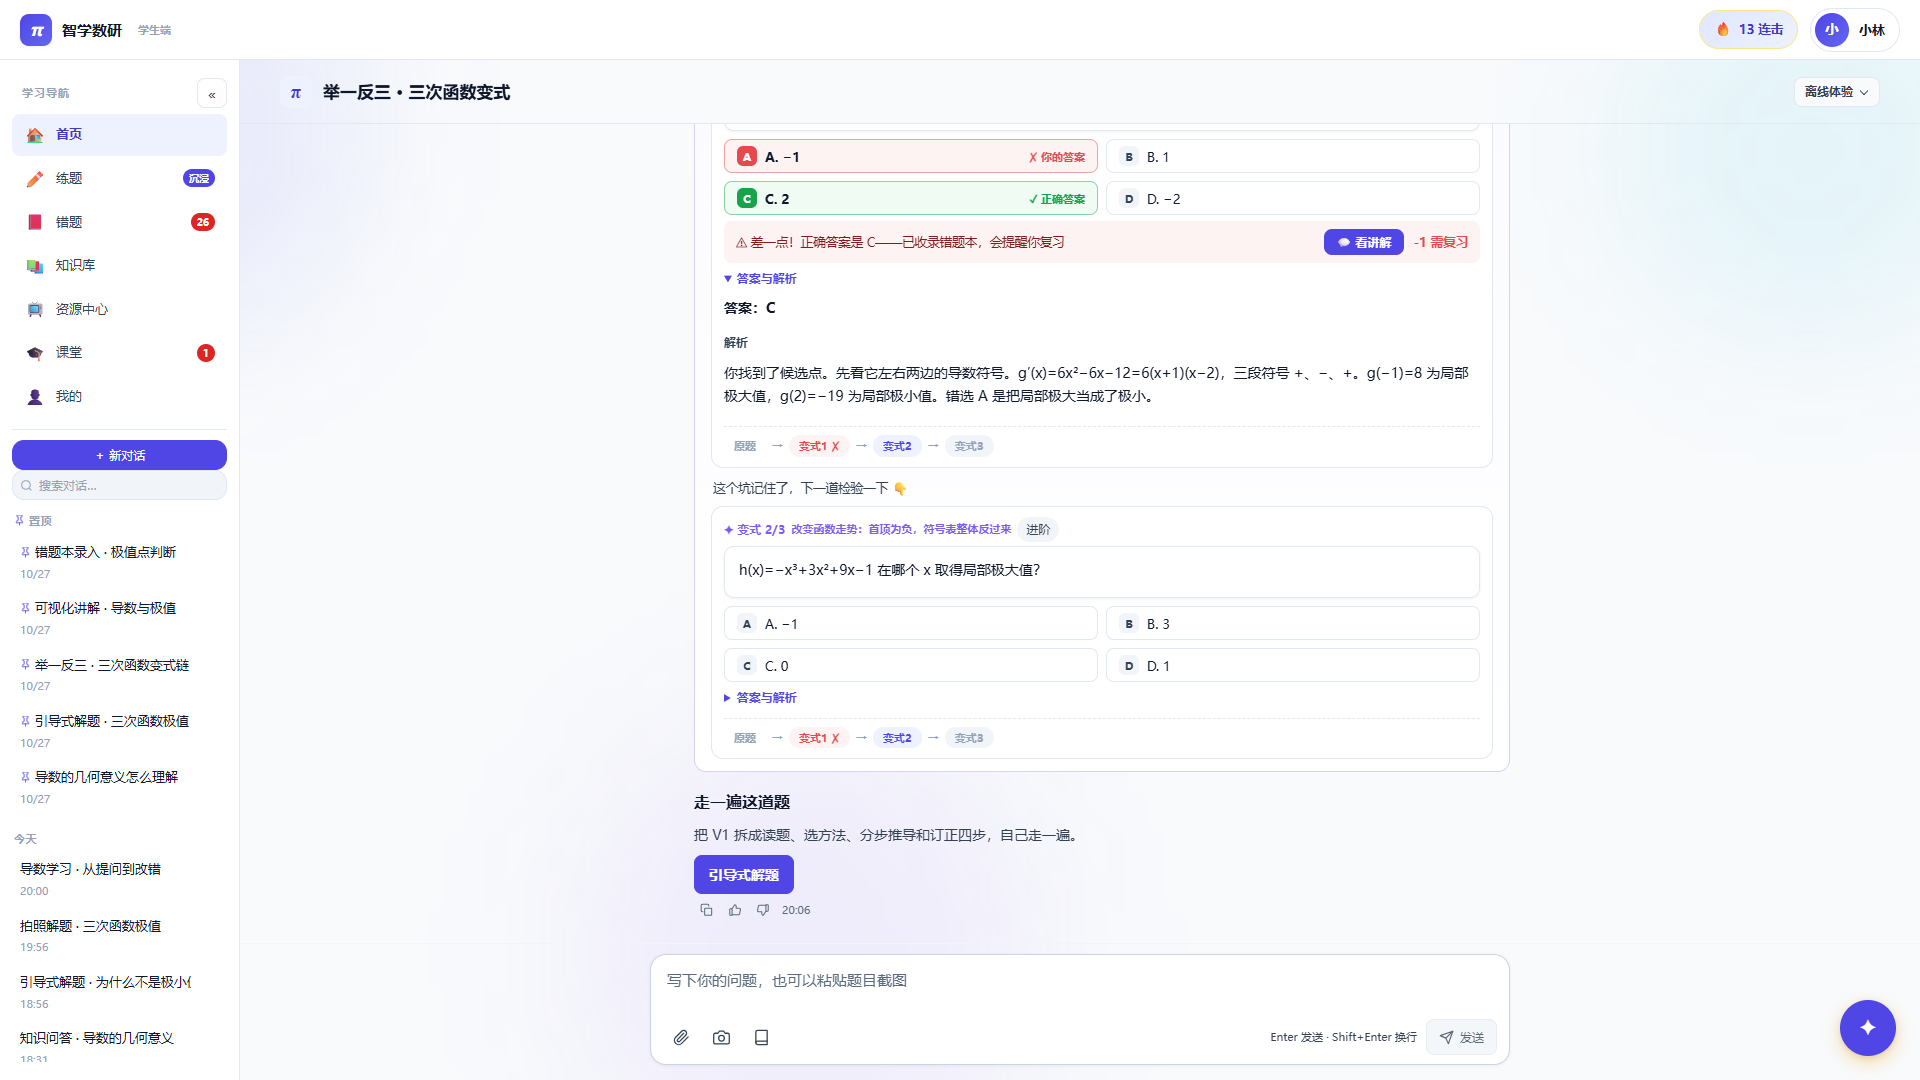 π 智学数研 学生端
13 连击
小 小林
学习导航 «
首页
练题 沉浸
错题 26
知识库
资源中心
课堂 1
我的
+ 新对话
搜索对话...
置顶
错题本录入 · 极值点判断
10/27
可视化讲解 · 导数与极值
10/27
举一反三 · 三次函数变式链
10/27
引导式解题 · 三次函数极值
10/27
导数的几何意义怎么理解
10/27
今天
导数学习 · 从提问到改错
20:00
拍照解题 · 三次函数极值
19:56
引导式解题 · 为什么不是极小
18:56
知识问答 · 导数的几何意义
18:31
π 举一反三 • 三次函数变式
离线体验
A A. −1 ✗ 你的答案
B B. 1
C C. 2 ✓ 正确答案
D D. −2
⚠ 差一点！正确答案是 C——已收录错题本，会提醒你复习
看讲解 -1 需复习
▼ 答案与解析
答案：C
解析
你找到了候选点。先看它左右两边的导数符号。g′(x)=6x²−6x−12=6(x+1)(x−2)，三段符号 +、−、+。g(−1)=8 为局部
极大值，g(2)=−19 为局部极小值。错选 A 是把局部极大当成了极小。
原题 → 变式1 ✗ → 变式2 → 变式3
这个坑记住了，下一道检验一下 👇
✦ 变式 2/3 改变函数走势：首项为负，符号表整体反过来 进阶
h(x)=−x³+3x²+9x−1 在哪个 x 取得局部极大值？
A A. −1
B B. 3
C C. 0
D D. 1
▶ 答案与解析
原题 → 变式1 ✗ → 变式2 → 变式3
走一遍这道题
把 V1 拆成读题、选方法、分步推导和订正四步，自己走一遍。
引导式解题
20:06
写下你的问题，也可以粘贴题目截图
Enter 发送 · Shift+Enter 换行
发送